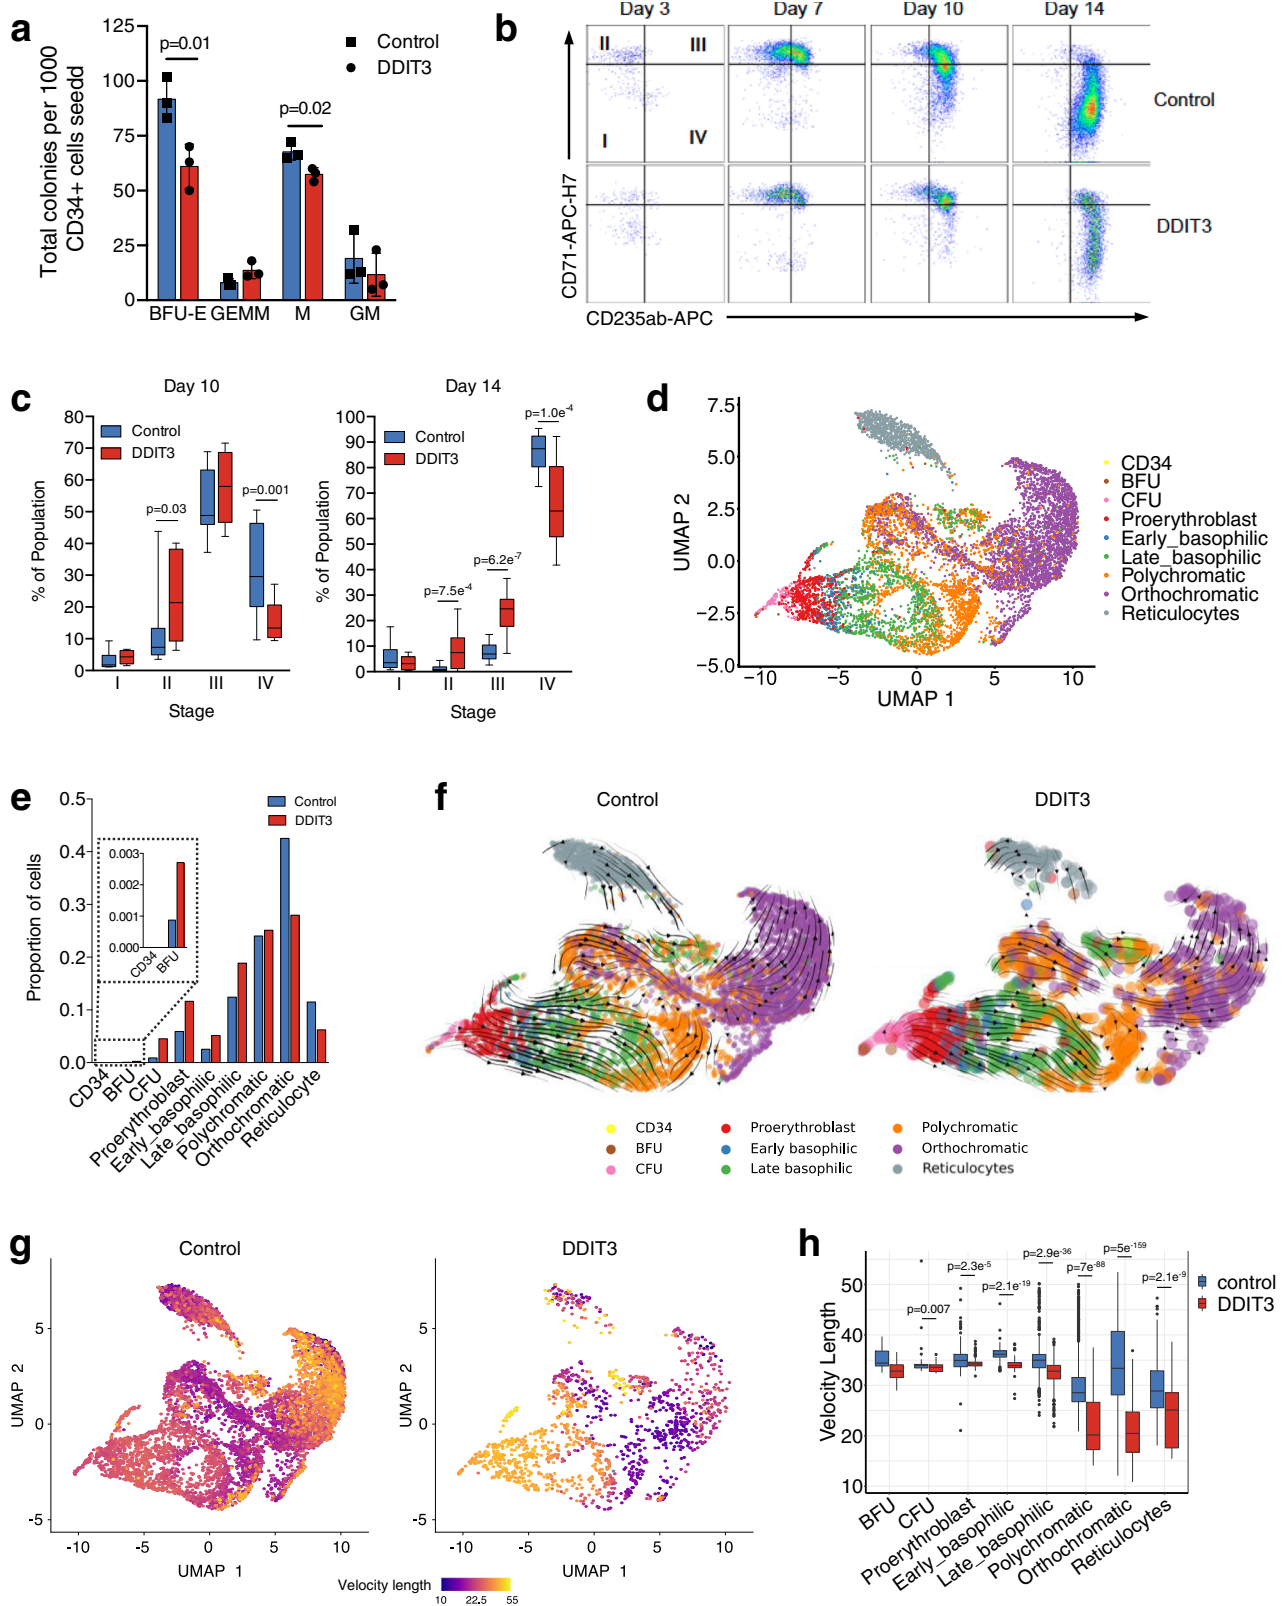 a
Total colonies per 1000
CD34+ cells seedd
125
100
75
50
25
0
p=0.01
p=0.02
Control
DDIT3
BFU-E GEMM M GM
b
Day 3 Day 7 Day 10 Day 14
II III
I IV
Control
DDIT3
CD71-APC-H7
CD235ab-APC
c
Day 10
% of Population
80
70
60
50
40
30
20
10
0
Control
DDIT3
p=0.03
p=0.001
I II III IV
Stage
Day 14
% of Population
100
90
80
70
60
50
40
30
20
10
0
Control
DDIT3
p=7.5e-4
p=6.2e-7
p=1.0e-4
I II III IV
Stage
d
UMAP 2
7.5
5.0
2.5
0.0
−2.5
−5.0
−10 −5 0 5 10
UMAP 1
CD34
BFU
CFU
Proerythroblast
Early_basophilic
Late_basophilic
Polychromatic
Orthochromatic
Reticulocytes
e
Proportion of cells
0.5
0.4
0.3
0.2
0.1
0.0
Control
DDIT3
0.003
0.002
0.001
0.000
CD34
BFU
CD34
BFU
CFU
Proerythroblast
Early_basophilic
Late_basophilic
Polychromatic
Orthochromatic
Reticulocyte
f
Control DDIT3
CD34 Proerythroblast Polychromatic
BFU Early basophilic Orthochromatic
CFU Late basophilic Reticulocytes
g
Control
UMAP 2
5
0
-5
-10 -5 0 5 10
UMAP 1
DDIT3
UMAP 2
5
0
-5
-10 -5 0 5 10
UMAP 1
Velocity length
10 22.5 55
h
Velocity Length
50
40
30
20
10
p=0.007
p=2.3e-5
p=2.1e-19
p=2.9e-36
p=7e-88
p=5e-159
p=2.1e-9
control
DDIT3
BFU
CFU
Proerythroblast
Early_basophilic
Late_basophilic
Polychromatic
Orthochromatic
Reticulocytes